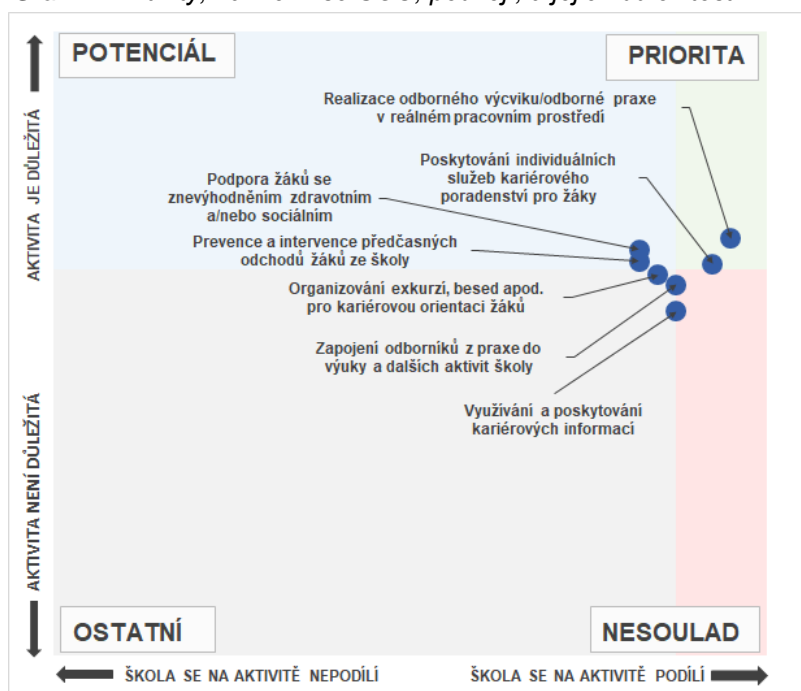 POTENCIÁL
PRIORITA
Realizace odborného výcviku/odborné praxe
v reálném pracovním prostředí
Poskytování individuálních
služeb kariérového
poradenství pro žáky
Podpora žáků se
znevýhodněním zdravotním
a/nebo sociálním
Prevence a intervence předčasných
odchodů žáků ze školy
Organizování exkurzí, besed apod.
pro kariérovou orientaci žáků
Zapojení odborníků z praxe do
výuky a dalších aktivit školy
Využívání a poskytování
kariérových informací
AKTIVITA JE DŮLEŽITÁ
AKTIVITA NENÍ DŮLEŽITÁ
OSTATNÍ
NESOULAD
ŠKOLA SE NA AKTIVITĚ NEPODÍLÍ
ŠKOLA SE NA AKTIVITĚ PODÍLÍ